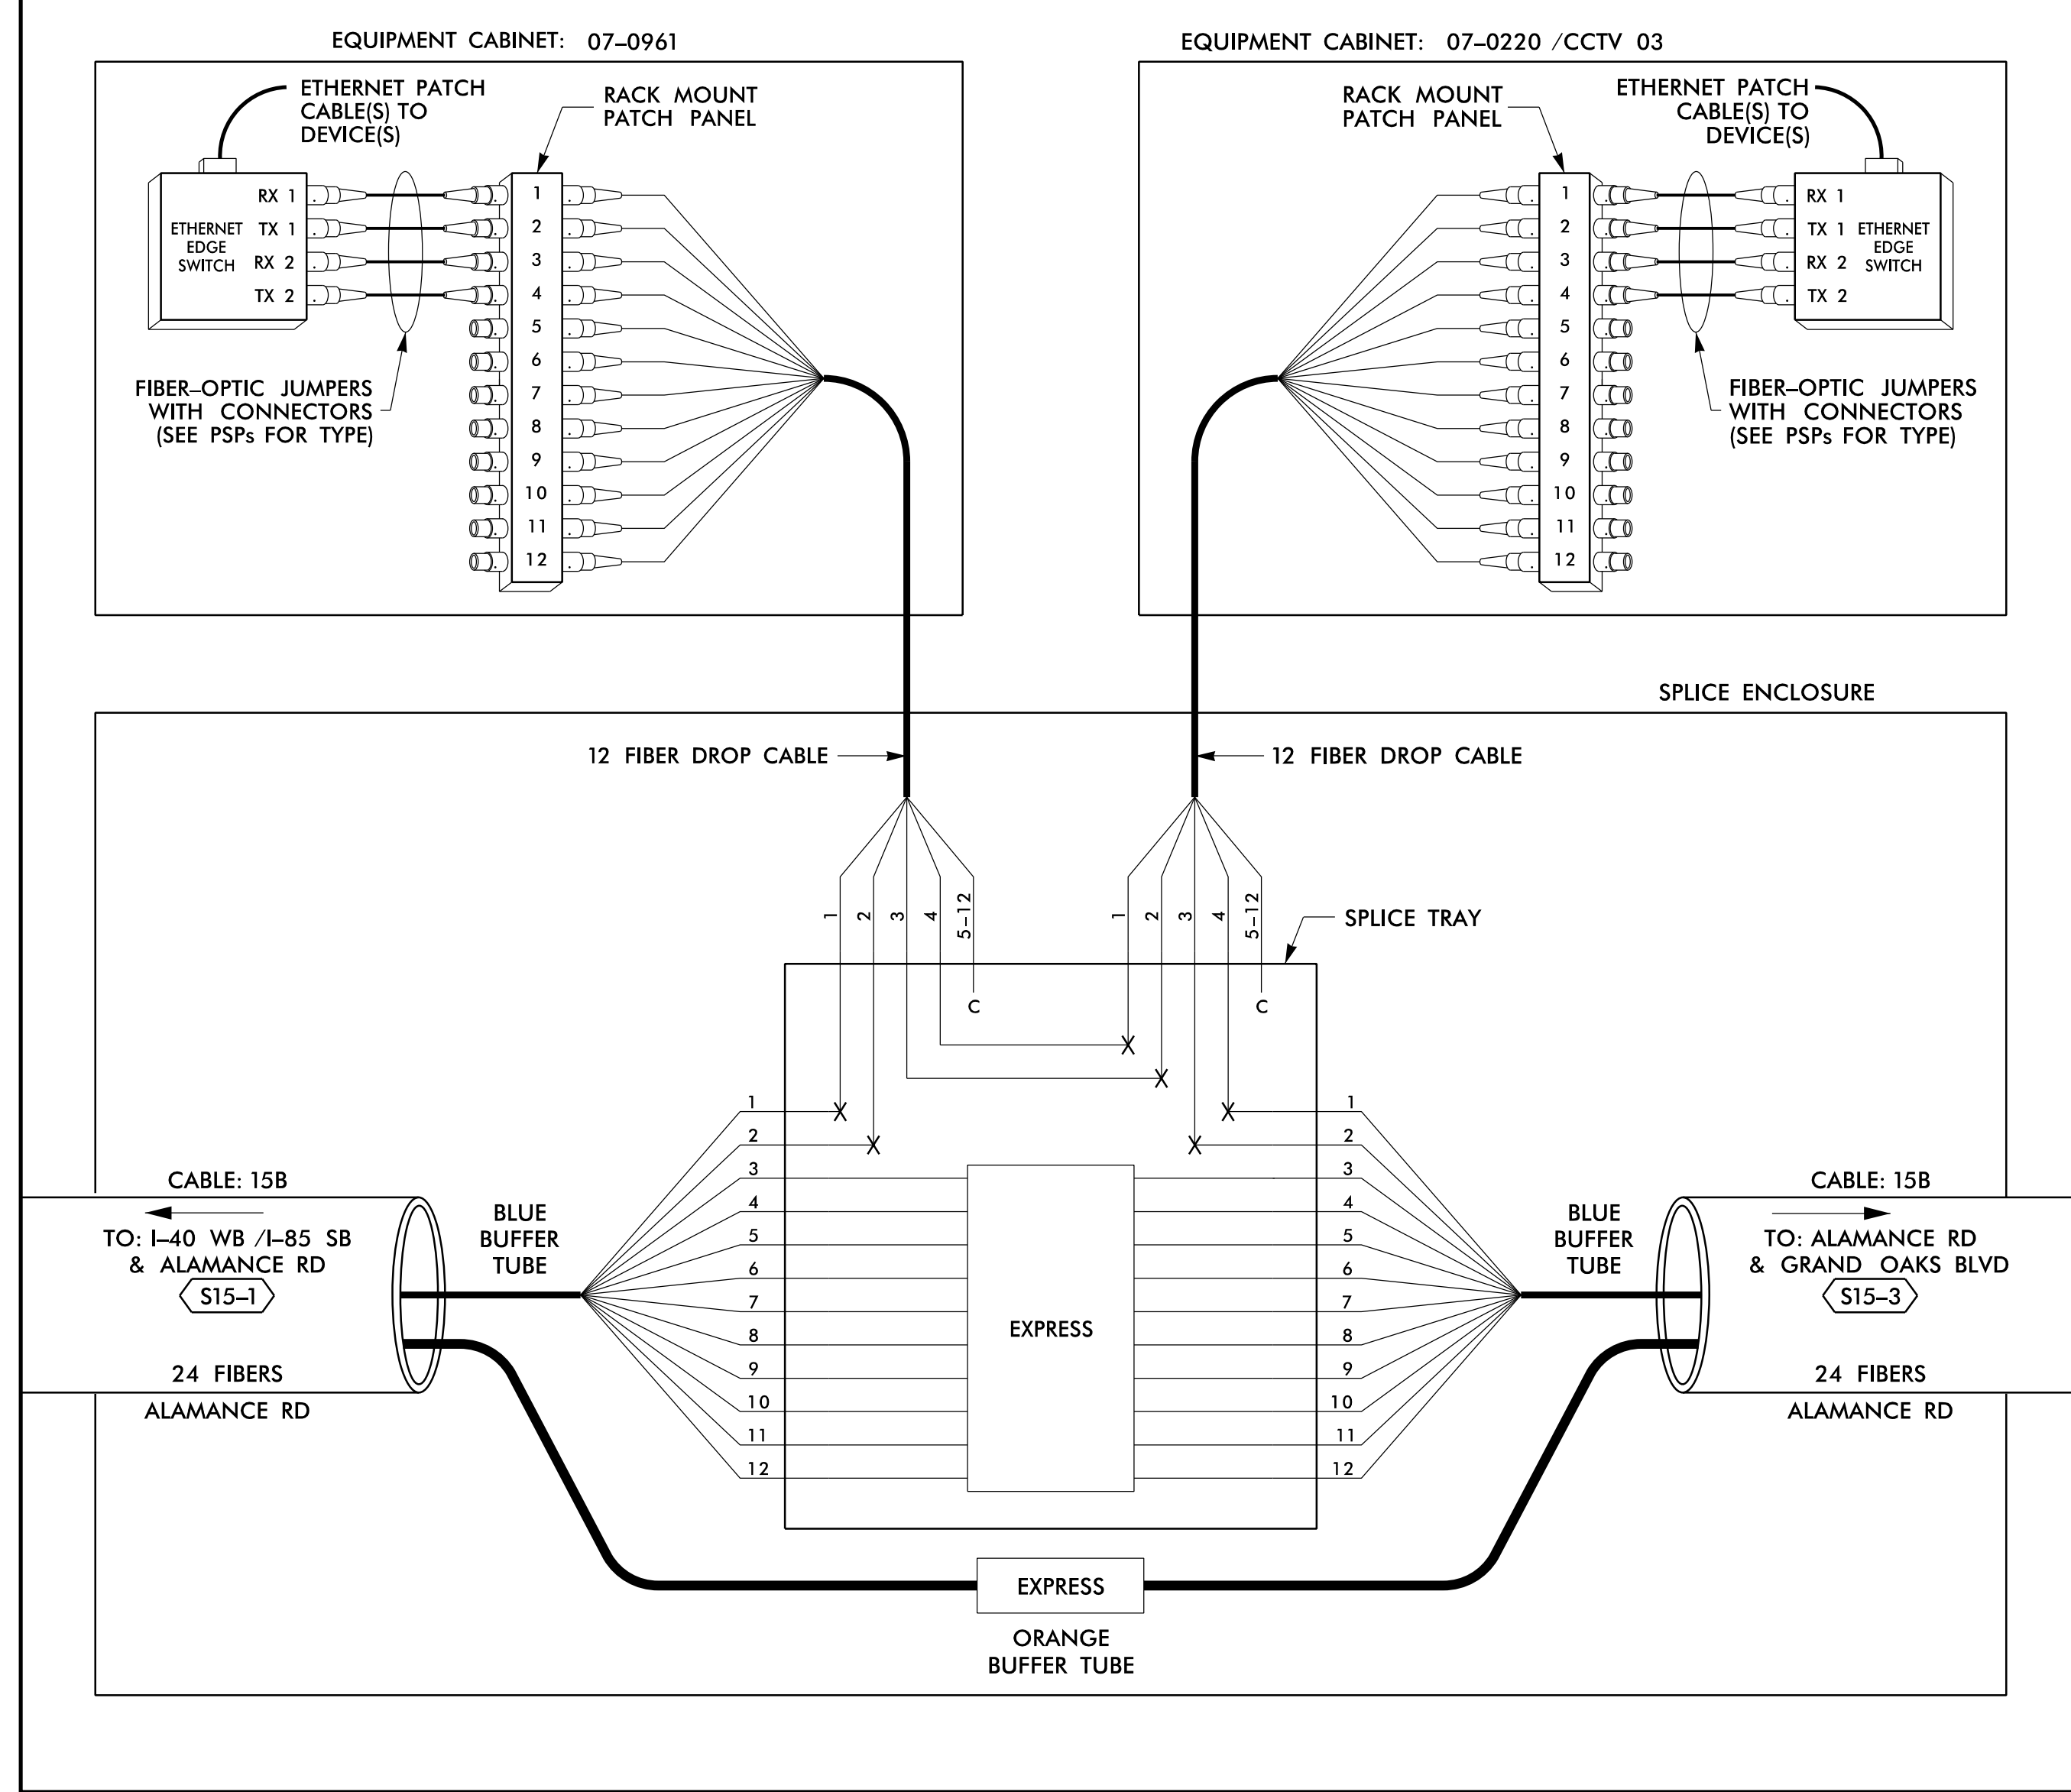 EQUIPMENT CABINET: 07–0961
ETHERNET PATCH
CABLE(S) TO
DEVICE(S)
RACK MOUNT
PATCH PANEL
ETHERNET
EDGE
SWITCH
RX 1
TX 1
RX 2
TX 2
1
2
3
4
5
6
7
8
9
10
11
12
FIBER–OPTIC JUMPERS
WITH CONNECTORS
(SEE PSPs FOR TYPE)
EQUIPMENT CABINET: 07–0220 /CCTV 03
RACK MOUNT
PATCH PANEL
ETHERNET PATCH
CABLE(S) TO
DEVICE(S)
1
2
3
4
5
6
7
8
9
10
11
12
RX 1
TX 1
RX 2
TX 2
ETHERNET
EDGE
SWITCH
FIBER–OPTIC JUMPERS
WITH CONNECTORS
(SEE PSPs FOR TYPE)
SPLICE ENCLOSURE
12 FIBER DROP CABLE
12 FIBER DROP CABLE
1
2
3
4
5–12
1
2
3
4
5–12
SPLICE TRAY
C
C
CABLE: 15B
TO: I–40 WB /I–85 SB
& ALAMANCE RD
S15–1
24 FIBERS
ALAMANCE RD
BLUE
BUFFER
TUBE
1
2
3
4
5
6
7
8
9
10
11
12
EXPRESS
1
2
3
4
5
6
7
8
9
10
11
12
BLUE
BUFFER
TUBE
CABLE: 15B
TO: ALAMANCE RD
& GRAND OAKS BLVD
S15–3
24 FIBERS
ALAMANCE RD
EXPRESS
ORANGE
BUFFER TUBE